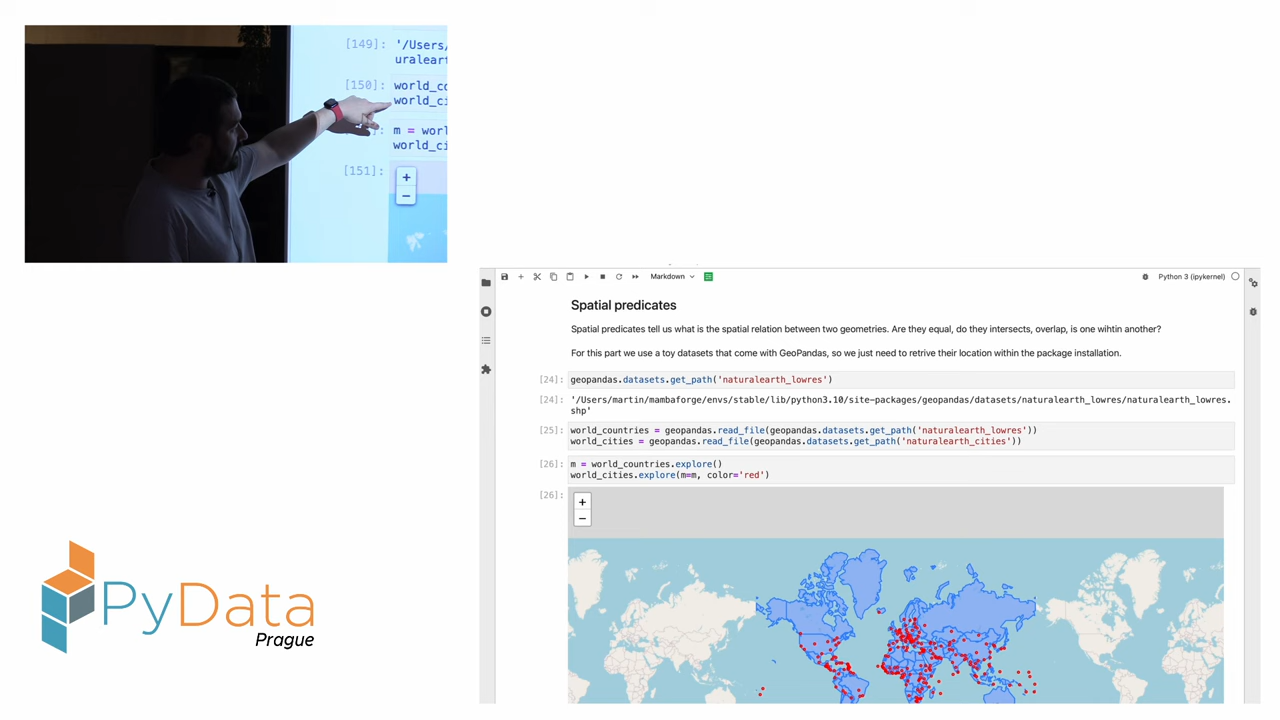 [149]: '/Users/
uralear
[150]: world_co
world_ci
m = worl
world_ci
[151]:
+
−
Markdown
Python 3 (ipykernel)
Spatial predicates
Spatial predicates tell us what is the spatial relation between two geometries. Are they equal, do they intersects, overlap, is one wihtin another?
For this part we use a toy datasets that come with GeoPandas, so we just need to retrive their location within the package installation.
[24]: geopandas.datasets.get_path('naturalearth_lowres')
[24]: '/Users/martin/mambaforge/envs/stable/lib/python3.10/site-packages/geopandas/datasets/naturalearth_lowres/naturalearth_lowres.
shp'
[25]: world_countries = geopandas.read_file(geopandas.datasets.get_path('naturalearth_lowres'))
world_cities = geopandas.read_file(geopandas.datasets.get_path('naturalearth_cities'))
[26]: m = world_countries.explore()
world_cities.explore(m=m, color='red')
[26]:
+
−
PyData
Prague